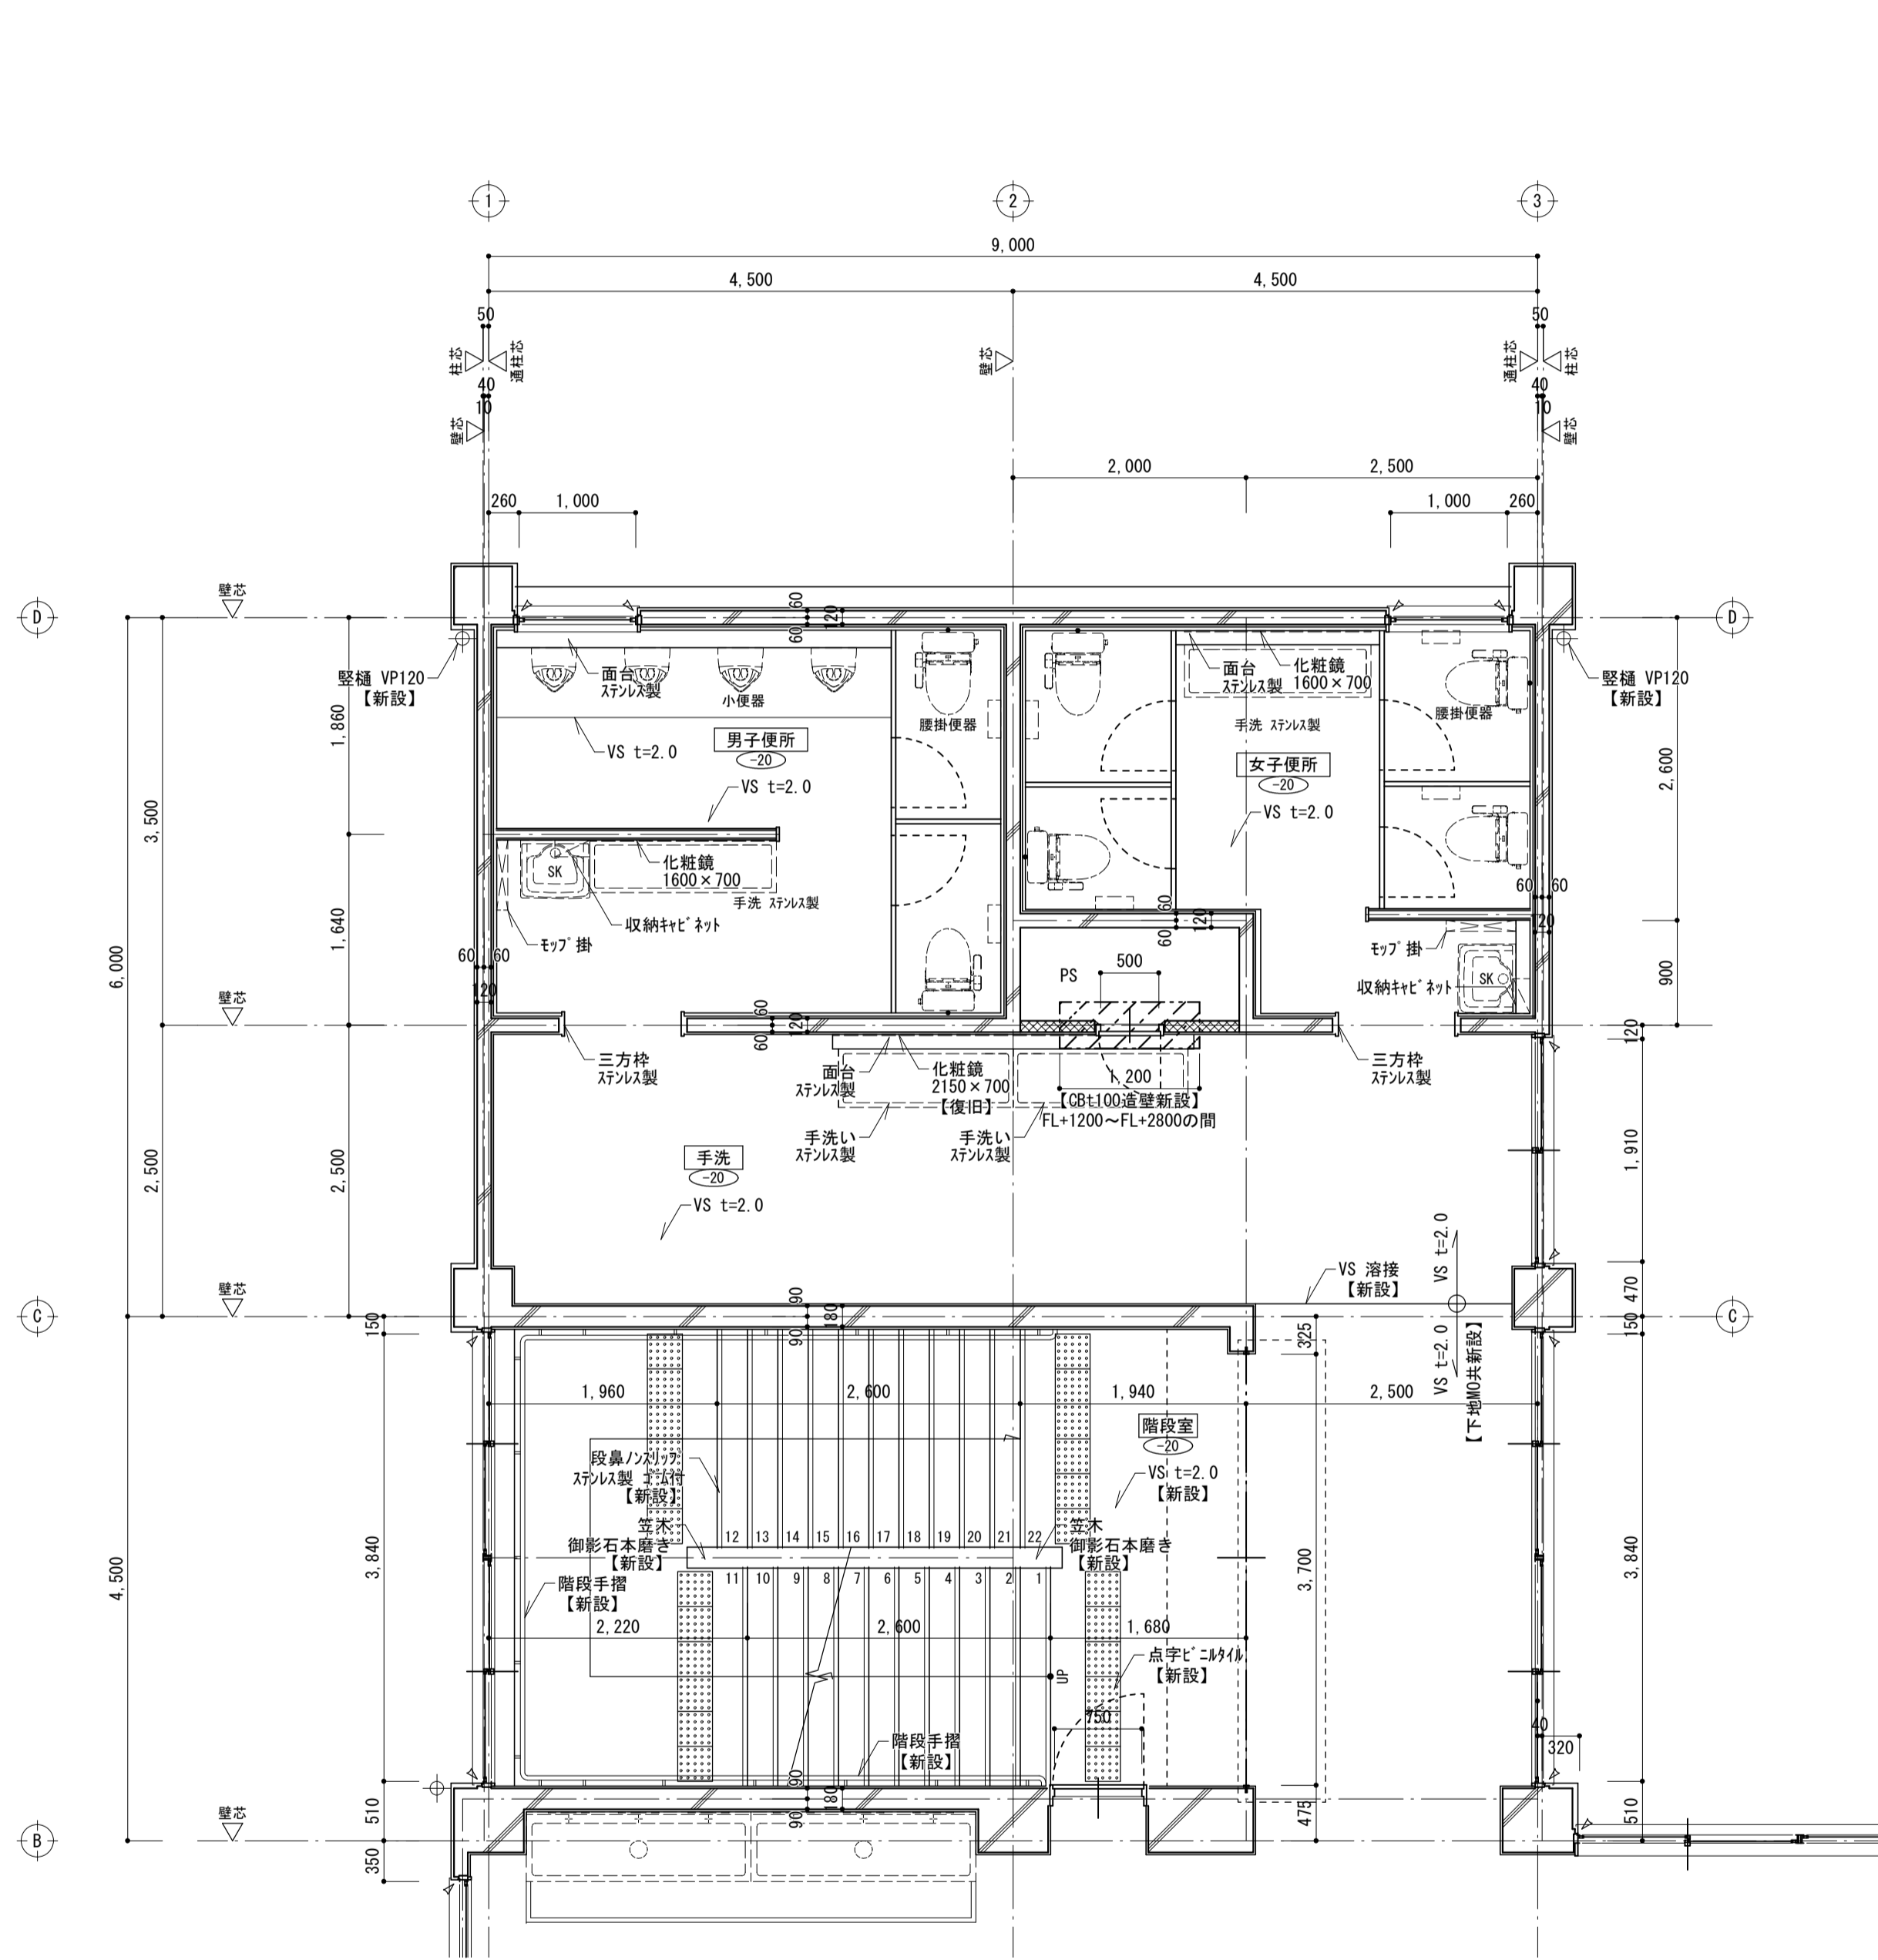 1
2
3
9,000
4,500
4,500
50
50
柱芯
通柱芯
壁芯
通柱芯
柱芯
40
10
壁芯
40
10
壁芯
2,000
2,500
260
1,000
1,000
260
壁芯
D
D
60
120
60
竪樋 VP120
【新設】
面台
ステンレス製
小便器
腰掛便器
面台
ステンレス製
化粧鏡
1600×700
腰掛便器
竪樋 VP120
【新設】
手洗 ステンレス製
VS t=2.0
男子便所
-20
VS t=2.0
女子便所
-20
VS t=2.0
1,860
3,500
2,600
SK
化粧鏡
1600×700
手洗 ステンレス製
収納キャビネット
モップ掛
60
60
120
60
120
60
60
60
120
モップ掛
収納キャビネット
SK
1,640
6,000
900
PS
500
壁芯
60
120
60
120
三方枠
ステンレス製
面台
ステンレス製
化粧鏡
2150×700
【復旧】
1,200
【CBt100造壁新設】
FL+1200～FL+2800の間
三方枠
ステンレス製
手洗い
ステンレス製
手洗い
ステンレス製
手洗
-20
VS t=2.0
2,500
2,500
1,910
VS t=2.0
VS 溶接
【新設】
470
壁芯
C
C
90
180
90
150
325
150
VS t=2.0
【下地MO共新設】
1,960
2,600
1,940
2,500
階段室
-20
VS t=2.0
【新設】
段鼻ノンスリップ
ステンレス製 ゴム付
【新設】
笠木
御影石本磨き
【新設】
12 13 14 15 16 17 18 19 20 21 22
笠木
御影石本磨き
【新設】
11 10 9 8 7 6 5 4 3 2 1
階段手摺
【新設】
4,500
3,840
3,700
3,840
2,220
2,600
1,680
UP
点字ビニルタイル
【新設】
750
階段手摺
【新設】
40
320
90
180
90
510
475
510
壁芯
B
350